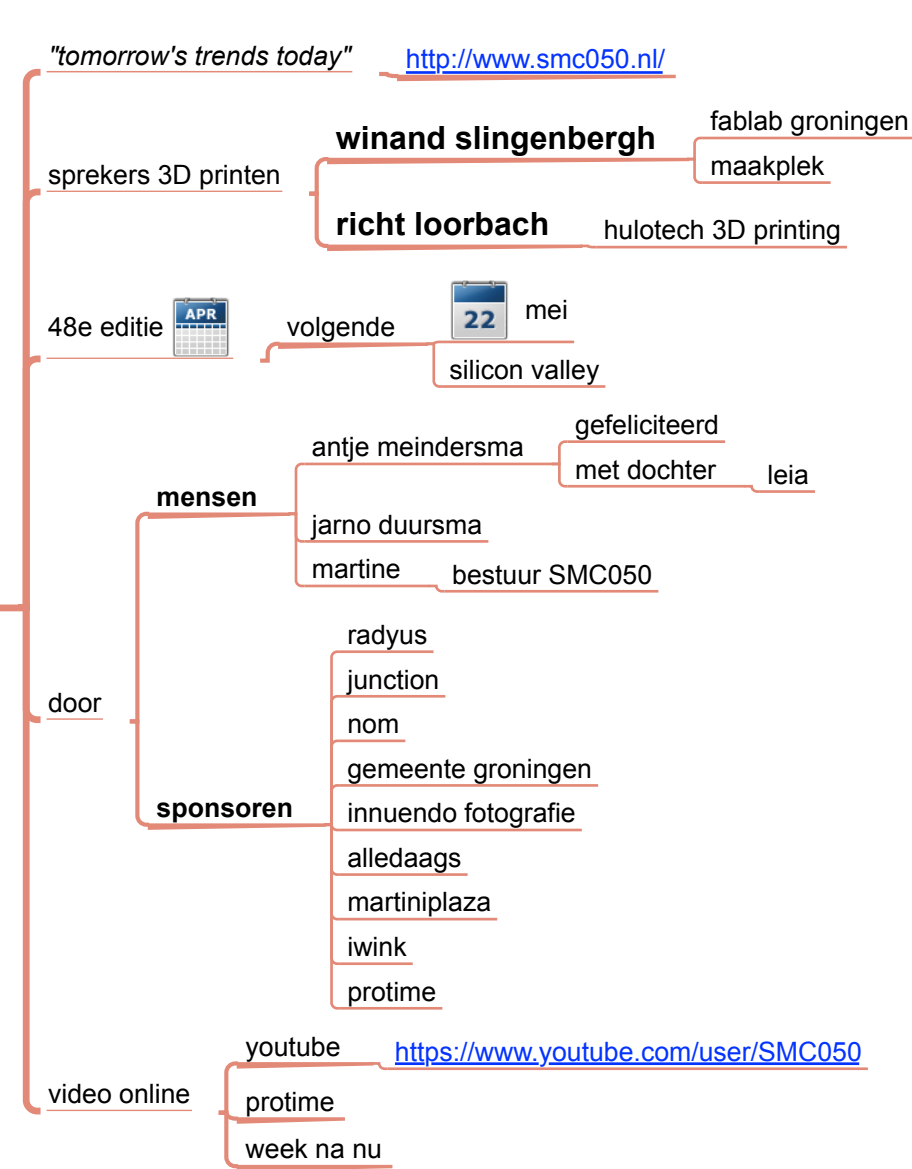 "tomorrow's trends today" http://www.smc050.nl/
sprekers 3D printen
winand slingenbergh
fablab groningen
maakplek
richt loorbach
hulotech 3D printing
48e editie
APR
volgende
22
mei
silicon valley
door
mensen
antje meindersma
gefeliciteerd
met dochter
leia
jarno duursma
martine
bestuur SMC050
sponsoren
radyus
junction
nom
gemeente groningen
innuendo fotografie
alledaags
martiniplaza
iwink
protime
video online
youtube
https://www.youtube.com/user/SMC050
protime
week na nu